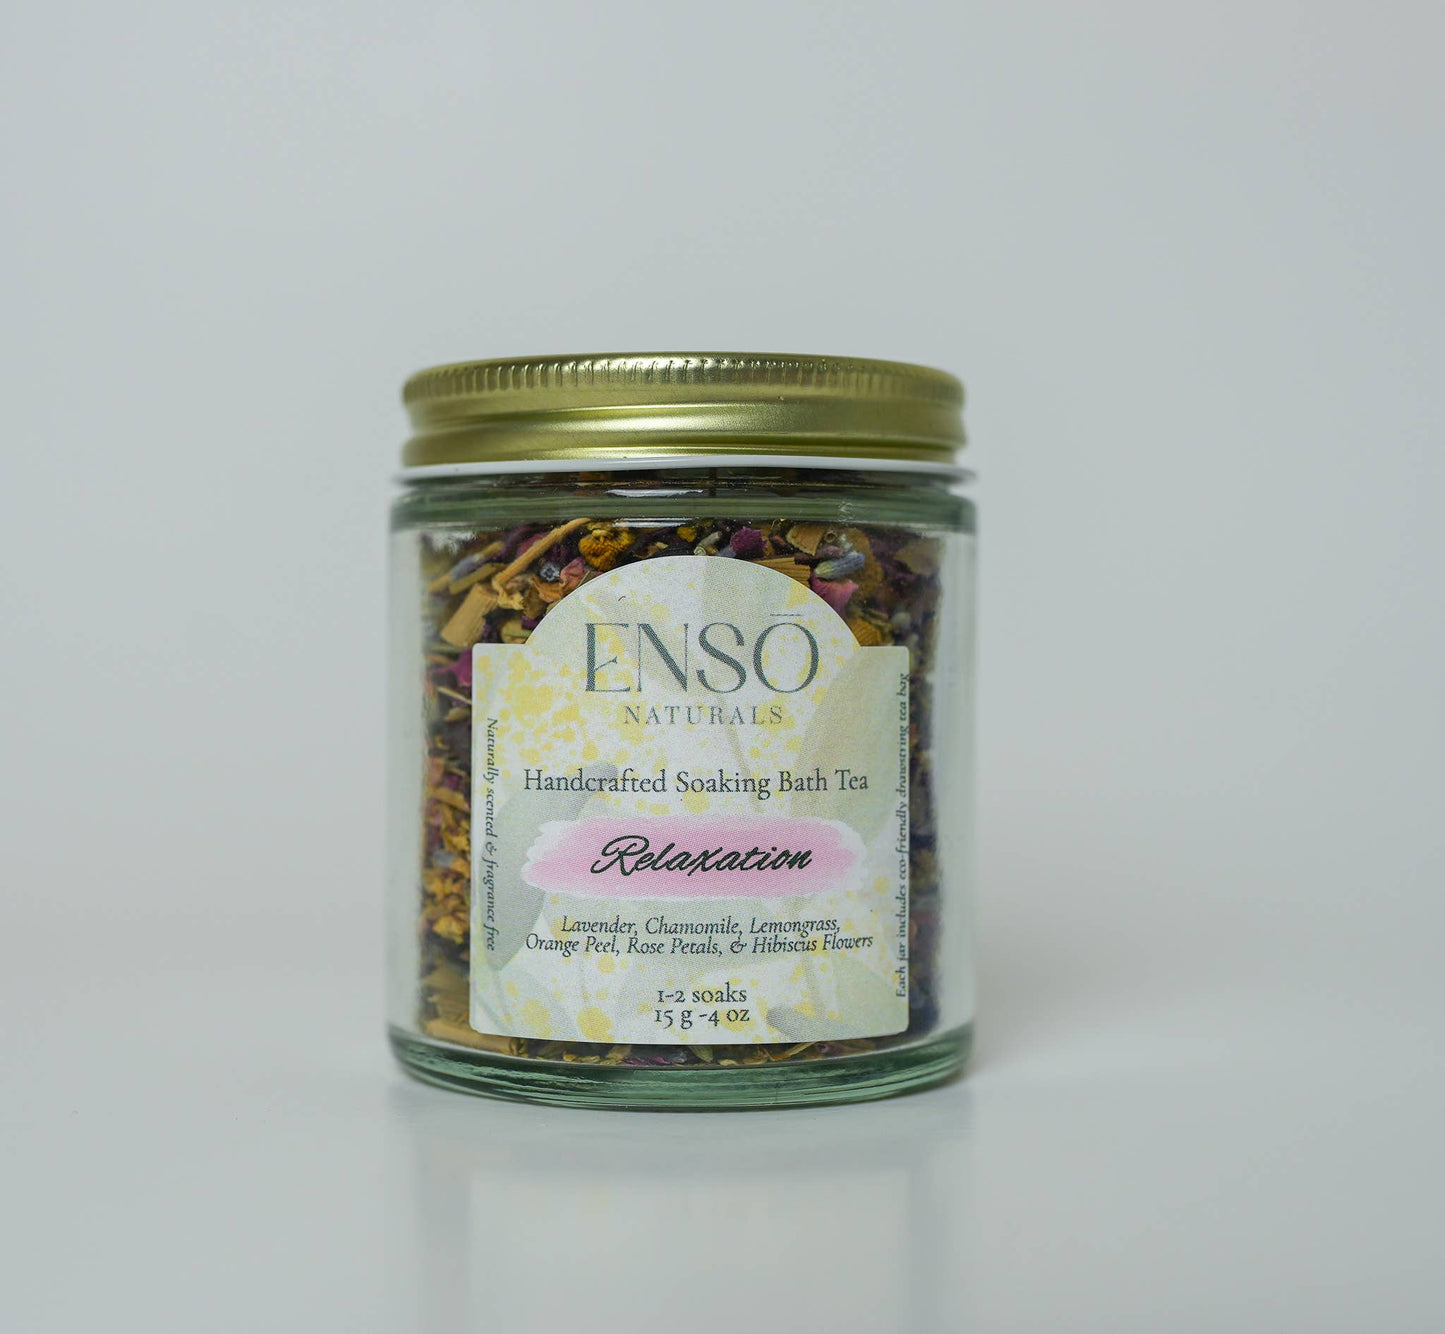 ENSŌ
NATURALS
Handcrafted Soaking Bath Tea
Relaxation
Lavender, Chamomile, Lemongrass,
Orange Peel, Rose Petals, & Hibiscus Flowers
1-2 soaks
15 g -4 oz
Naturally scented & fragrance free
Each jar includes eco-friendly drawstring tea bag